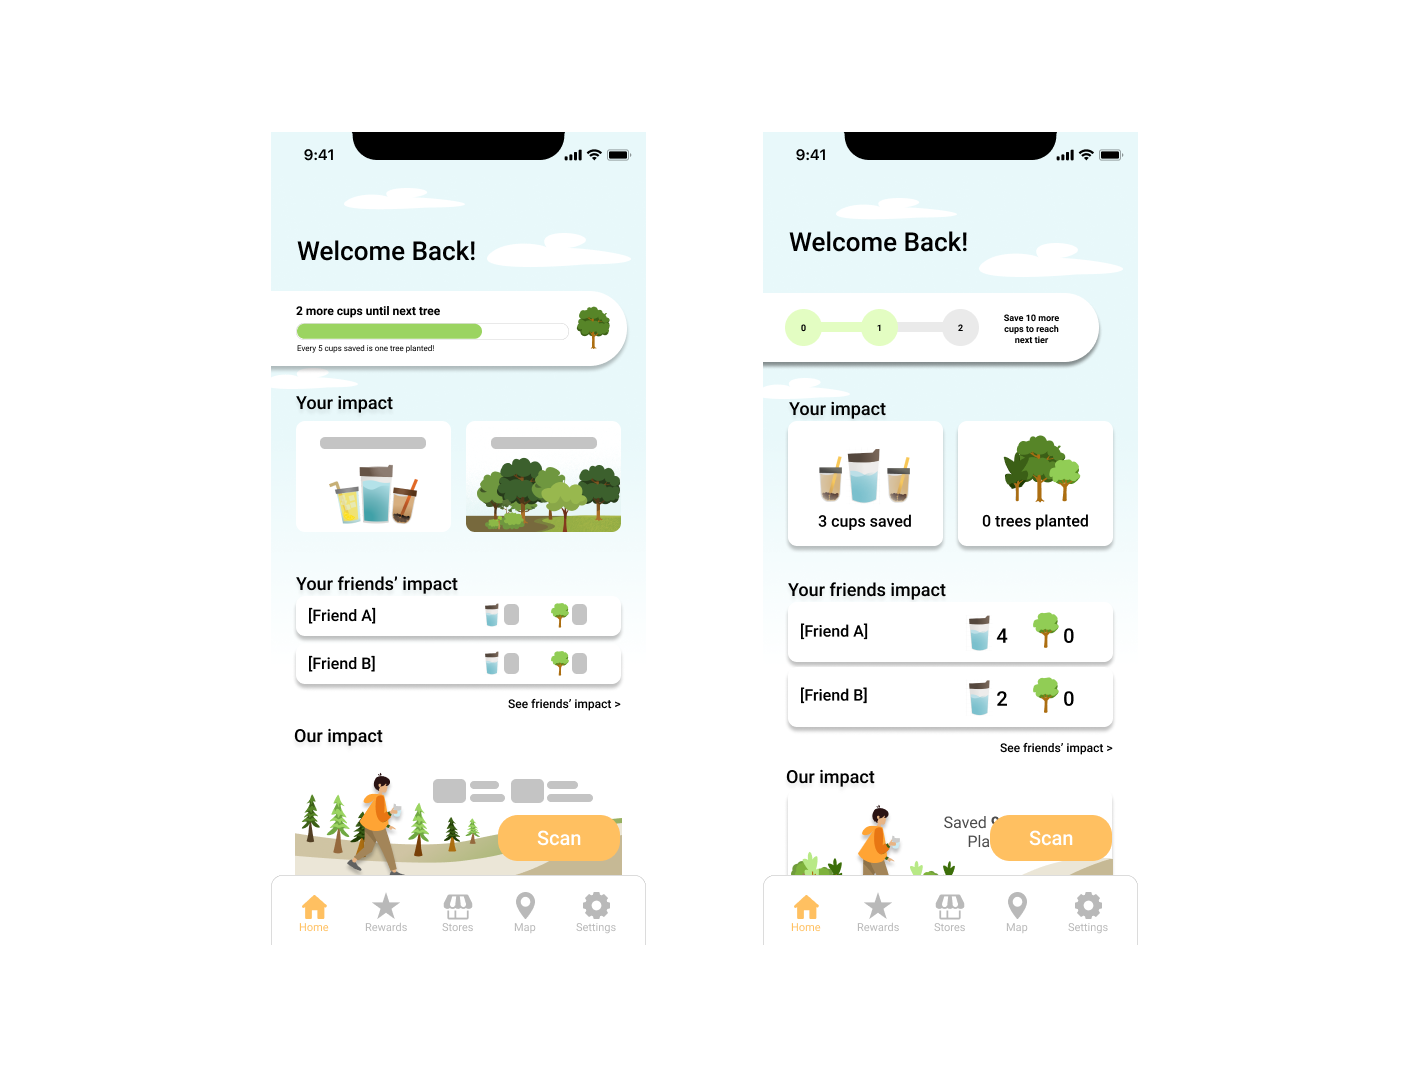 9:41
Welcome Back!
2 more cups until next tree
Every 5 cups saved is one tree planted!
Your impact
Your friends’ impact
[Friend A]
[Friend B]
See friends’ impact >
Our impact
Scan
Home Rewards Stores Map Settings
9:41
Welcome Back!
0 1 2
Save 10 more
cups to reach
next tier
Your impact
3 cups saved
0 trees planted
Your friends impact
[Friend A] 4 0
[Friend B] 2 0
See friends’ impact >
Our impact
Saved
Scan
Home Rewards Stores Map Settings